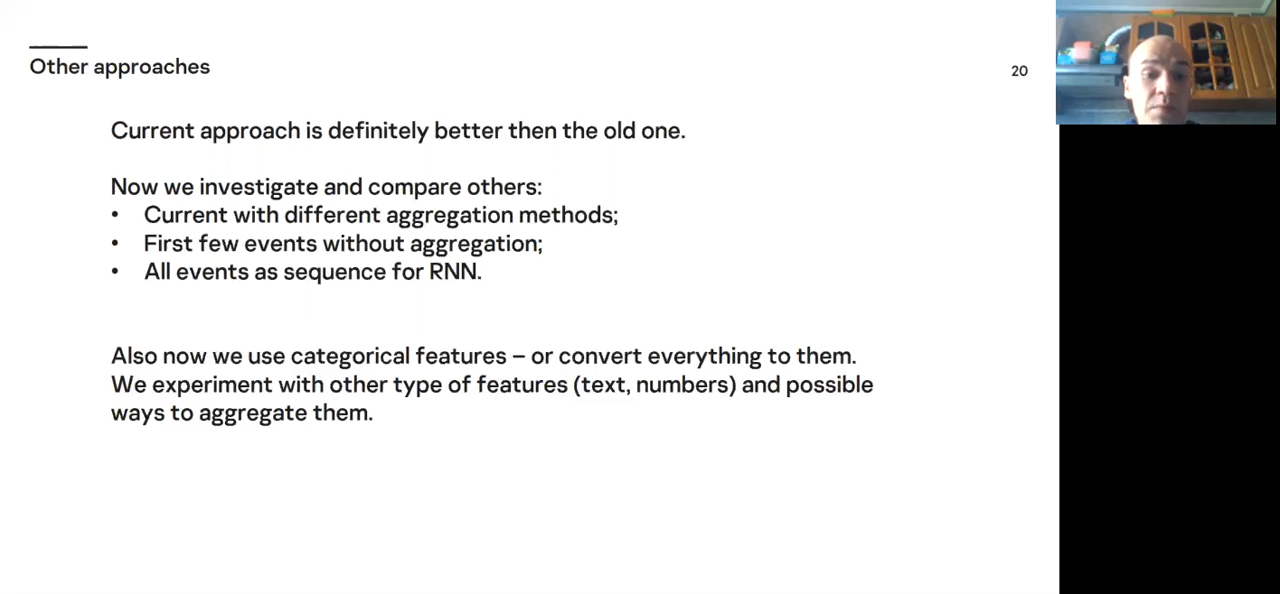 Other approaches
20
Current approach is definitely better then the old one.
Now we investigate and compare others:
• Current with different aggregation methods;
• First few events without aggregation;
• All events as sequence for RNN.
Also now we use categorical features – or convert everything to them.
We experiment with other type of features (text, numbers) and possible
ways to aggregate them.